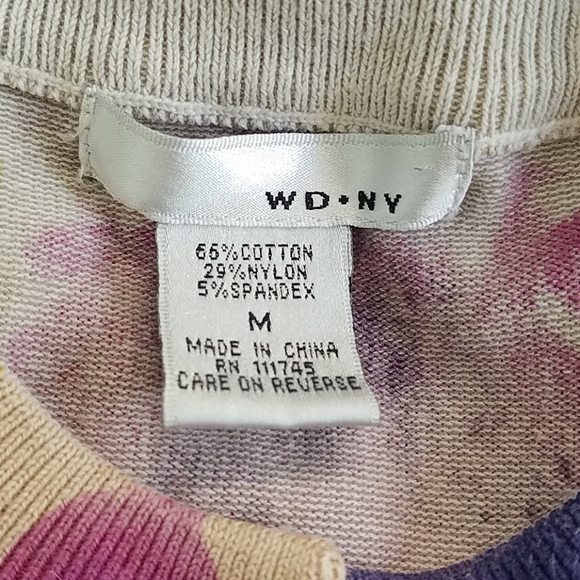 WD•NY
66%COTTON
29%NYLON
5%SPANDEX
M
MADE IN CHINA
RN 111745
CARE ON REVERSE